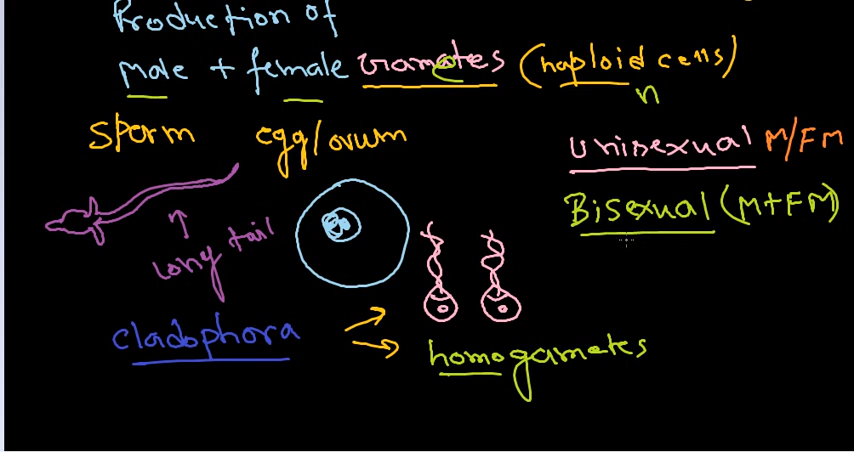 Production of
Male + female Gametes (haploid cells)
n
Sperm egg/ovum
Unisexual M/FM
Bisexual (M+FM)
long tail
cladophora
homogametes